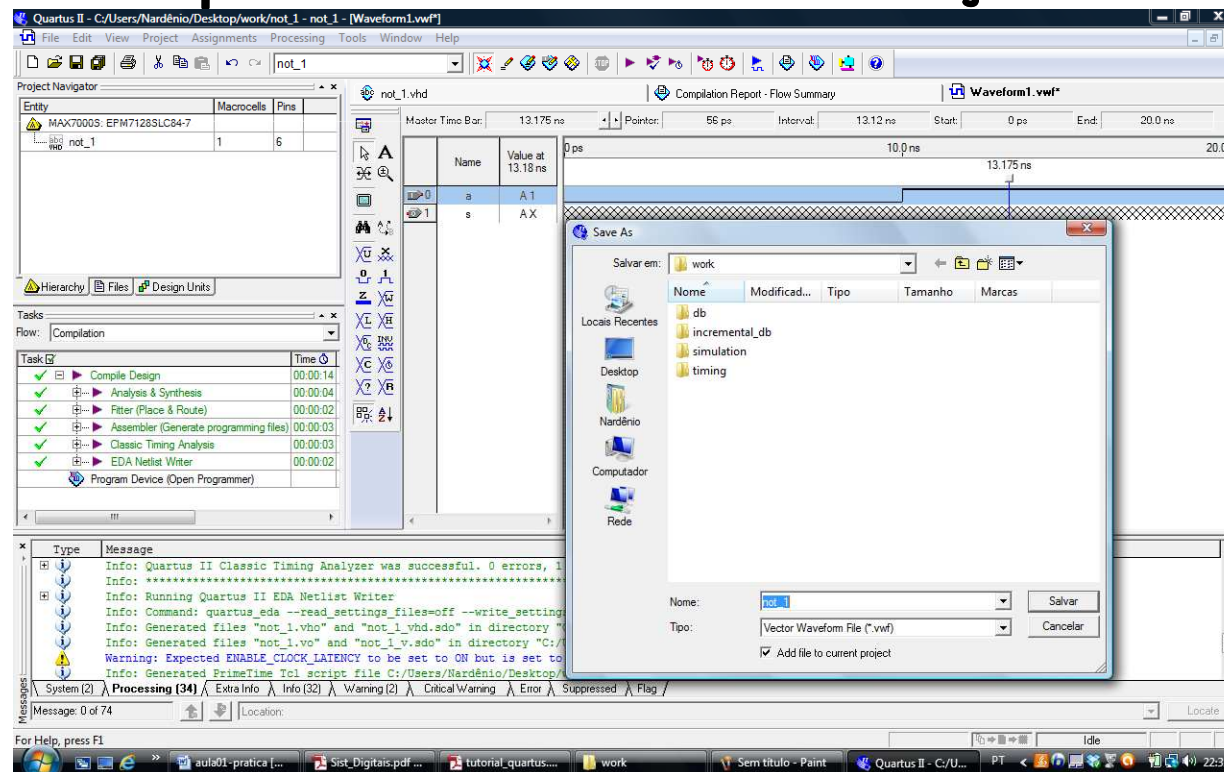 Quartus II - C:/Users/Nardênio/Desktop/work/not_1 - not_1 - [Waveform1.vwf*]
File Edit View Project Assignments Processing Tools Window Help
not_1
Project Navigator
Entity Macrocells Pins
MAX7000S: EPM7128SLC84-7
not_1 1 6
Hierarchy Files Design Units
Tasks
Flow: Compilation
Task Time
Compile Design 00:00:14
Analysis & Synthesis 00:00:04
Fitter (Place & Route) 00:00:02
Assembler (Generate programming files) 00:00:03
Classic Timing Analysis 00:00:03
EDA Netlist Writer 00:00:02
Program Device (Open Programmer)
not_1.vhd Compilation Report - Flow Summary Waveform1.vwf*
Master Time Bar: 13.175 ns Pointer: 56 ps Interval: 13.12 ns Start: 0 ps End: 20.0 ns
Name Value at 13.18 ns
0 ps 10.0 ns 20.0
13.175 ns
0 a A 1
1 s A X
Save As
Salvar em: work
Nome Modificad... Tipo Tamanho Marcas
db
incremental_db
simulation
timing
Locais Recentes
Desktop
Nardênio
Computador
Rede
Nome: not_1 Salvar
Tipo: Vector Waveform File (*.vwf) Cancelar
Add file to current project
Type Message
Info: Quartus II Classic Timing Analyzer was successful. 0 errors, 1
Info: *******************************************************
Info: Running Quartus II EDA Netlist Writer
Info: Command: quartus_eda --read_settings_files=off --write_setting
Info: Generated files "not_1.vho" and "not_1_vhd.sdo" in directory "
Info: Generated files "not_1.vo" and "not_1_v.sdo" in directory "C:/
Warning: Expected ENABLE_CLOCK_LATENCY to be set to ON but is set to
Info: Generated PrimeTime Tcl script file C:/Users/Nardênio/Desktop/
System (2) Processing (34) Extra Info Info (32) Warning (2) Critical Warning Error Suppressed Flag
Messages
Message: 0 of 74 Location: Locate
For Help, press F1 Idle
aula01-pratica [... Sist_Digitais.pdf ... tutorial_quartus.... work Sem título - Paint Quartus II - C:/U... PT 22:3